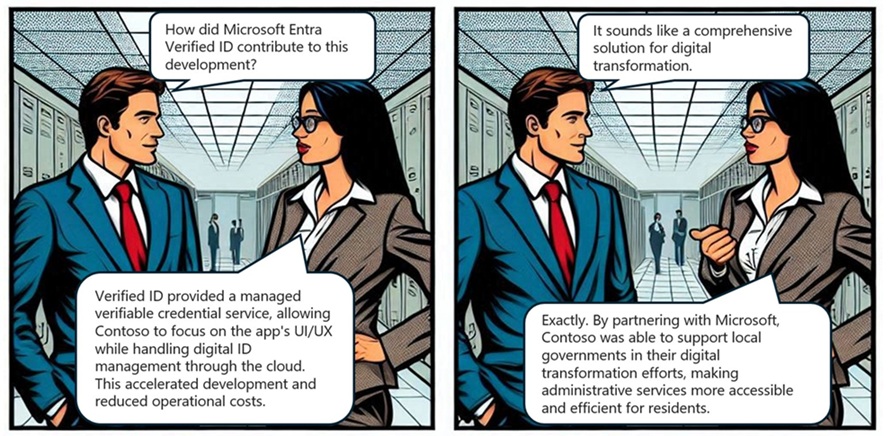 How did Microsoft Entra
Verified ID contribute to this
development?
Verified ID provided a managed
verifiable credential service, allowing
Contoso to focus on the app's UI/UX
while handling digital ID
management through the cloud.
This accelerated development and
reduced operational costs.
It sounds like a comprehensive
solution for digital
transformation.
Exactly. By partnering with Microsoft,
Contoso was able to support local
governments in their digital
transformation efforts, making
administrative services more accessible
and efficient for residents.